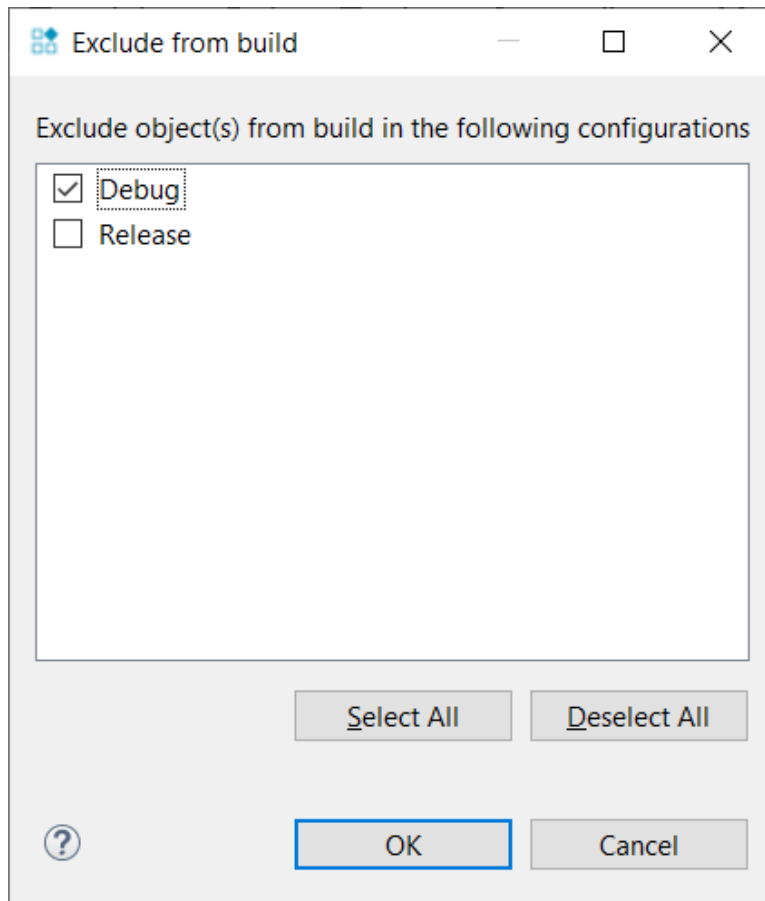 Exclude from build
Exclude object(s) from build in the following configurations
Debug
Release
Select All Deselect All
? OK Cancel